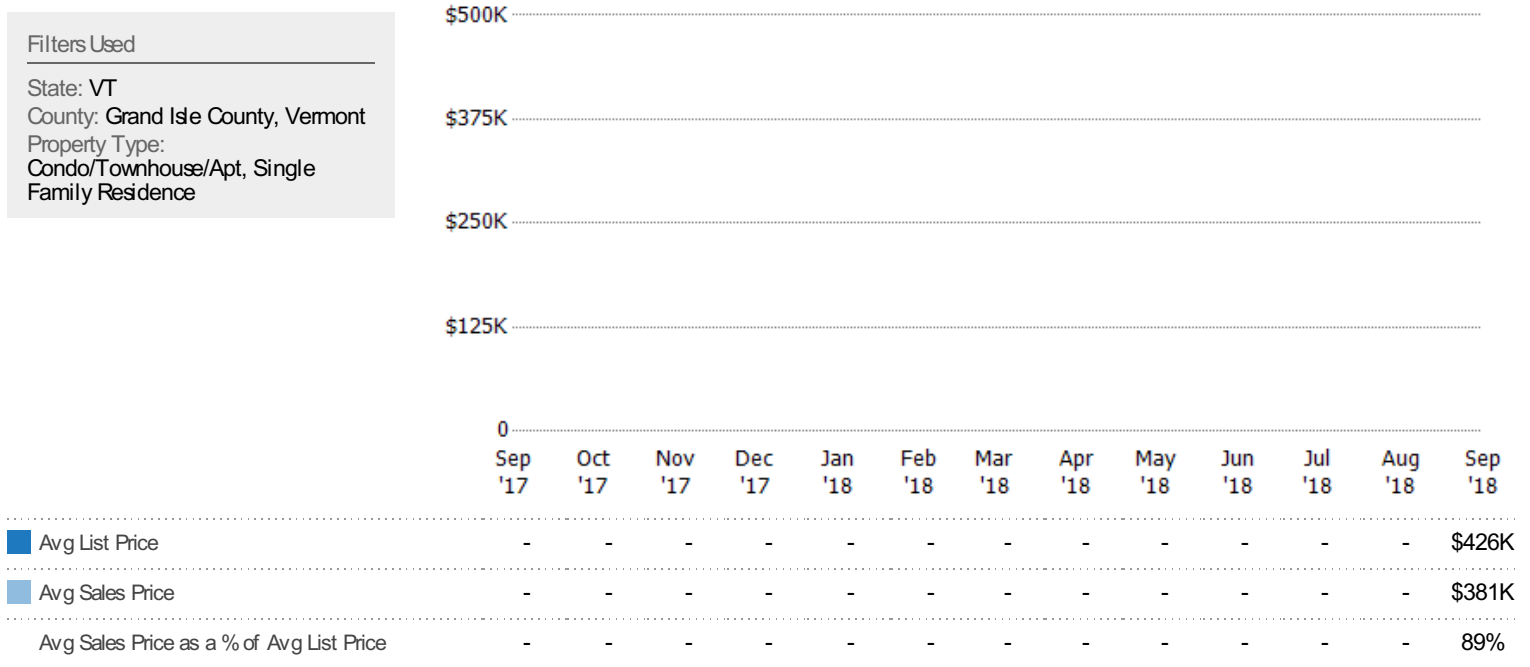 Filters Used
State: VT
County: Grand Isle County, Vermont
Property Type:
Condo/Townhouse/Apt, Single
Family Residence
$500K
$375K
$250K
$125K
0
Sep Oct Nov Dec Jan Feb Mar Apr May Jun Jul Aug Sep
'17 '17 '17 '17 '18 '18 '18 '18 '18 '18 '18 '18 '18
Avg List Price - - - - - - - - - - - - $426K
Avg Sales Price - - - - - - - - - - - - $381K
Avg Sales Price as a % of Avg List Price - - - - - - - - - - - - 89%